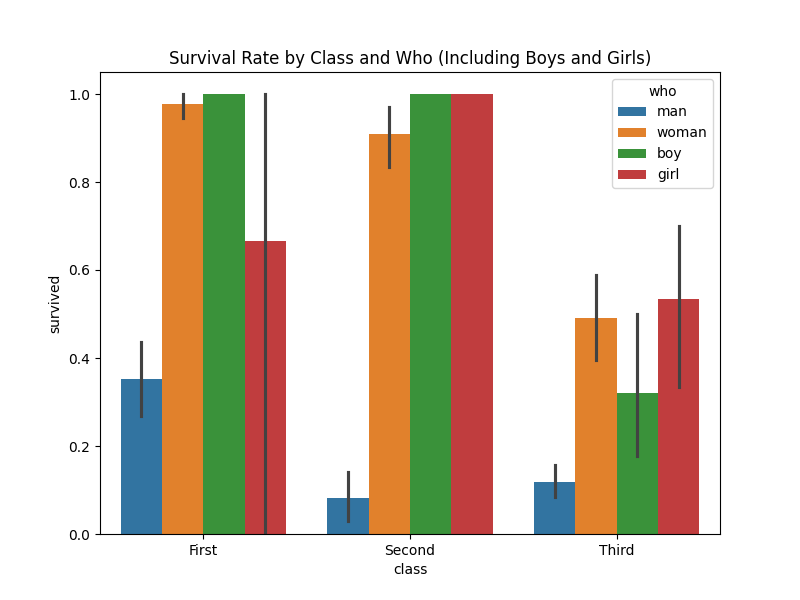 Survival Rate by Class and Who (Including Boys and Girls)
who
man
woman
boy
girl
1.0
0.8
0.6
0.4
0.2
0.0
survived
First Second Third
class